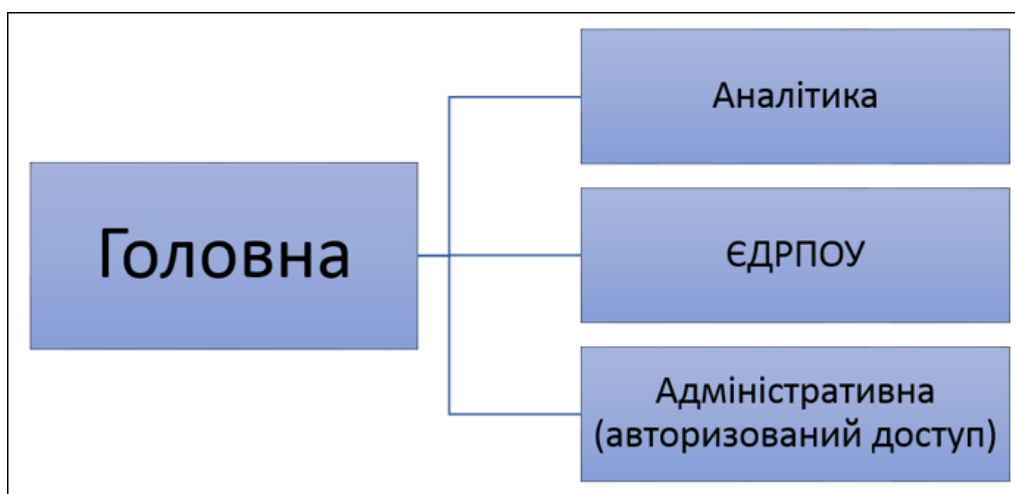 Головна
Аналітика
ЄДРПОУ
Адміністративна
(авторизований доступ)